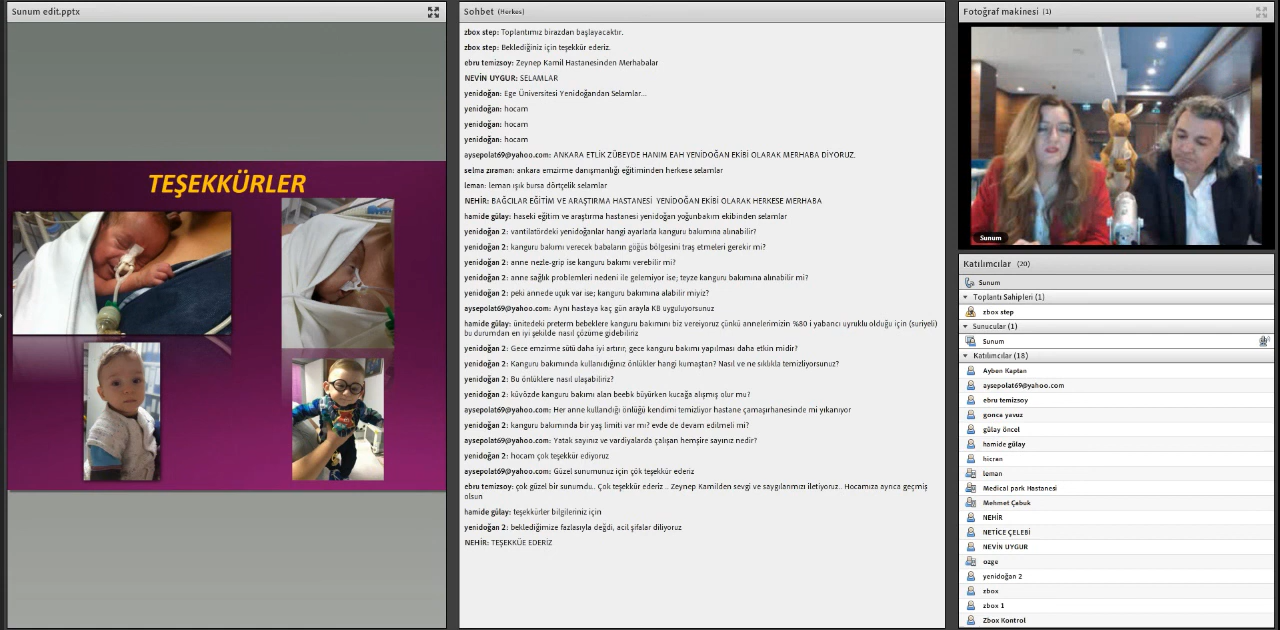 Sunum edit.pptx
TEŞEKKÜRLER
Sohbet (Herkes)
zbox step: Toplantımız birazdan başlayacaktır.
zbox step: Beklediğiniz için teşekkür ederiz.
ebru temizsoy: Zeynep Kamil Hastanesinden Merhabalar
NEVİN UYGUR: SELAMLAR
yenidoğan: Ege Üniversitesi Yenidoğandan Selamlar...
yenidoğan: hocam
yenidoğan: hocam
yenidoğan: hocam
aysepolat69@yahoo.com: ANKARA ETLİK ZÜBEYDE HANIM EAH YENİDOĞAN EKİBİ OLARAK MERHABA DİYORUZ.
selma zıraman: ankara emzirme danışmanlığı eğitiminden herkese selamlar
leman: leman ışık bursa dörtçelik selamlar
NEHİR: BAĞCILAR EĞİTİM VE ARAŞTIRMA HASTANESİ YENİDOĞAN EKİBİ OLARAK HERKESE MERHABA
hamide gülay: haseki eğitim ve araştırma hastanesi yenidoğan yoğunbakım ekibinden selamlar
yenidoğan 2: vantilatördeki yenidoğanlar hangi ayarlarla kanguru bakımına alınabilir?
yenidoğan 2: kanguru bakımı verecek babaların göğüs bölgesini traş etmeleri gerekir mi?
yenidoğan 2: anne nezle-grip ise kanguru bakımı verebilir mi?
yenidoğan 2: anne sağlık problemleri nedeni ile gelemiyor ise; teyze kanguru bakımına alınabilir mi?
yenidoğan 2: peki annede uçuk var ise; kanguru bakımına alabilir miyiz?
aysepolat69@yahoo.com: Aynı hastaya kaç gün arayla KB uyguluyorsunuz
hamide gülay: ünitedeki preterm bebeklere kanguru bakımını biz vereiyoruz çünkü annelerimizin %80 i yabancı uyruklu olduğu için (suriyeli)
bu durumdan en iyi şekilde nasıl çözüme gidebiliriz
yenidoğan 2: Gece emzirme sütü daha iyi artırır, gece kanguru bakımı yapılması daha etkin midir?
yenidoğan 2: Kanguru bakımında kullandığınız önlükler hangi kumaştan? Nasıl ve ne sıklıkla temizliyorsunuz?
yenidoğan 2: Bu önlüklere nasıl ulaşabiliriz?
yenidoğan 2: küvözde kanguru bakımı alan beebk büyürken kucağa alışmış olur mu?
aysepolat69@yahoo.com: Her anne kullandığı önlüğü kendimi temizliyor hastane çamaşırhanesinde mi yıkanıyor
yenidoğan 2: kanguru bakımında bir yaş limiti var mı? evde de devam edilmeli mi?
aysepolat69@yahoo.com: Yatak sayınız ve vardiyalarda çalışan hemşire sayınız nedir?
yenidoğan 2: hocam çok teşekkür ediyoruz
aysepolat69@yahoo.com: Güzel sunumunuz için çök teşekkür ederiz
ebru temizsoy: çok güzel bir sunumdu.. Çok teşekkür ederiz .. Zeynep Kamilden sevgi ve saygılarımızı iletiyoruz.. Hocamıza ayrıca geçmiş
olsun
hamide gülay: teşekkürler bilgileriniz için
yenidoğan 2: beklediğimize fazlasıyla değdi, acil şifalar diliyoruz
NEHİR: TEŞEKKÜE EDERİZ
Fotoğraf makinesi (1)
Sunum
Katılımcılar (20)
Sunum
Toplantı Sahipleri (1)
zbox step
Sunucular (1)
Sunum
Katılımcılar (18)
Ayben Kaptan
aysepolat69@yahoo.com
ebru temizsoy
gonca yavuz
gülay öncel
hamide gülay
hicran
leman
Medical park Hastanesi
Mehmet Çabuk
NEHİR
NETİCE ÇELEBİ
NEVİN UYGUR
ozge
yenidoğan 2
zbox
zbox 1
Zbox Kontrol